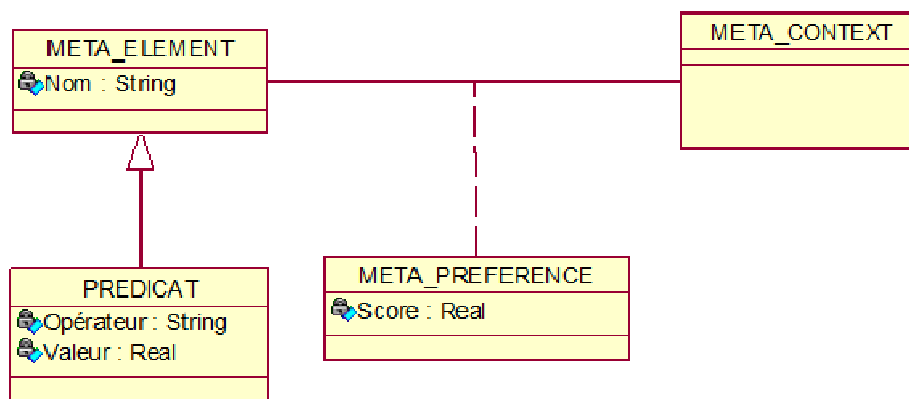 META_ELEMENT
Nom : String
META_CONTEXT
PREDICAT
Opérateur : String
Valeur : Real
META_PREFERENCE
Score : Real